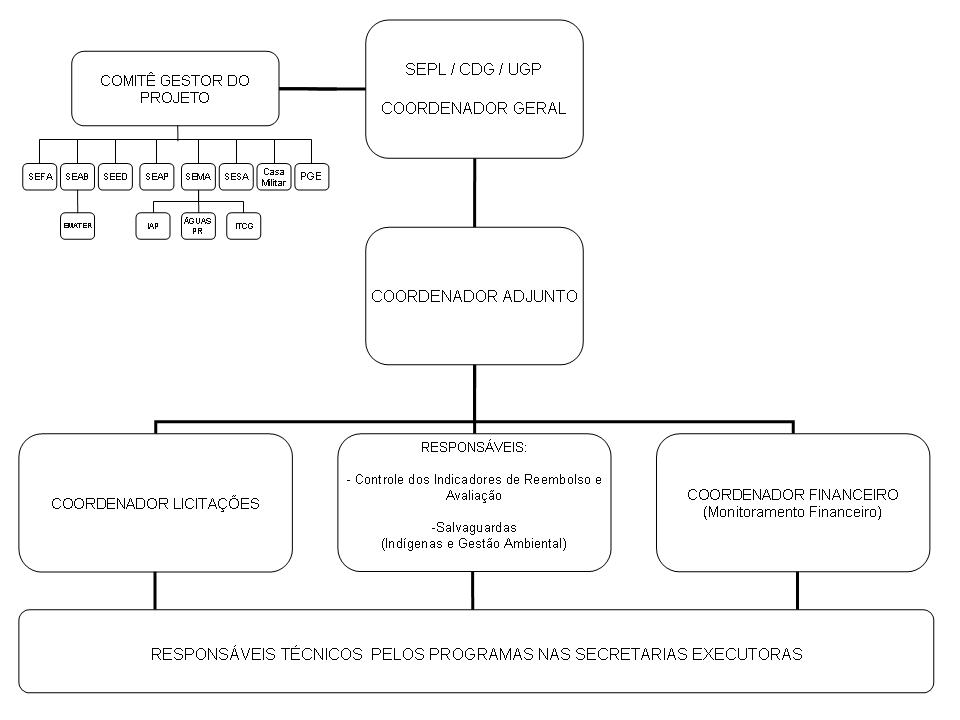 SEPL / CDG / UGP
COORDENADOR GERAL
COMITÊ GESTOR DO
PROJETO
SEFA
SEAB
SEED
SEAP
SEMA
SESA
Casa
Militar
PGE
EMATER
IAP
ÁGUAS
PR
ITCG
COORDENADOR ADJUNTO
COORDENADOR LICITAÇÕES
RESPONSÁVEIS:
- Controle dos Indicadores de Reembolso e
Avaliação
-Salvaguardas
(Indígenas e Gestão Ambiental)
COORDENADOR FINANCEIRO
(Monitoramento Financeiro)
RESPONSÁVEIS TÉCNICOS PELOS PROGRAMAS NAS SECRETARIAS EXECUTORAS